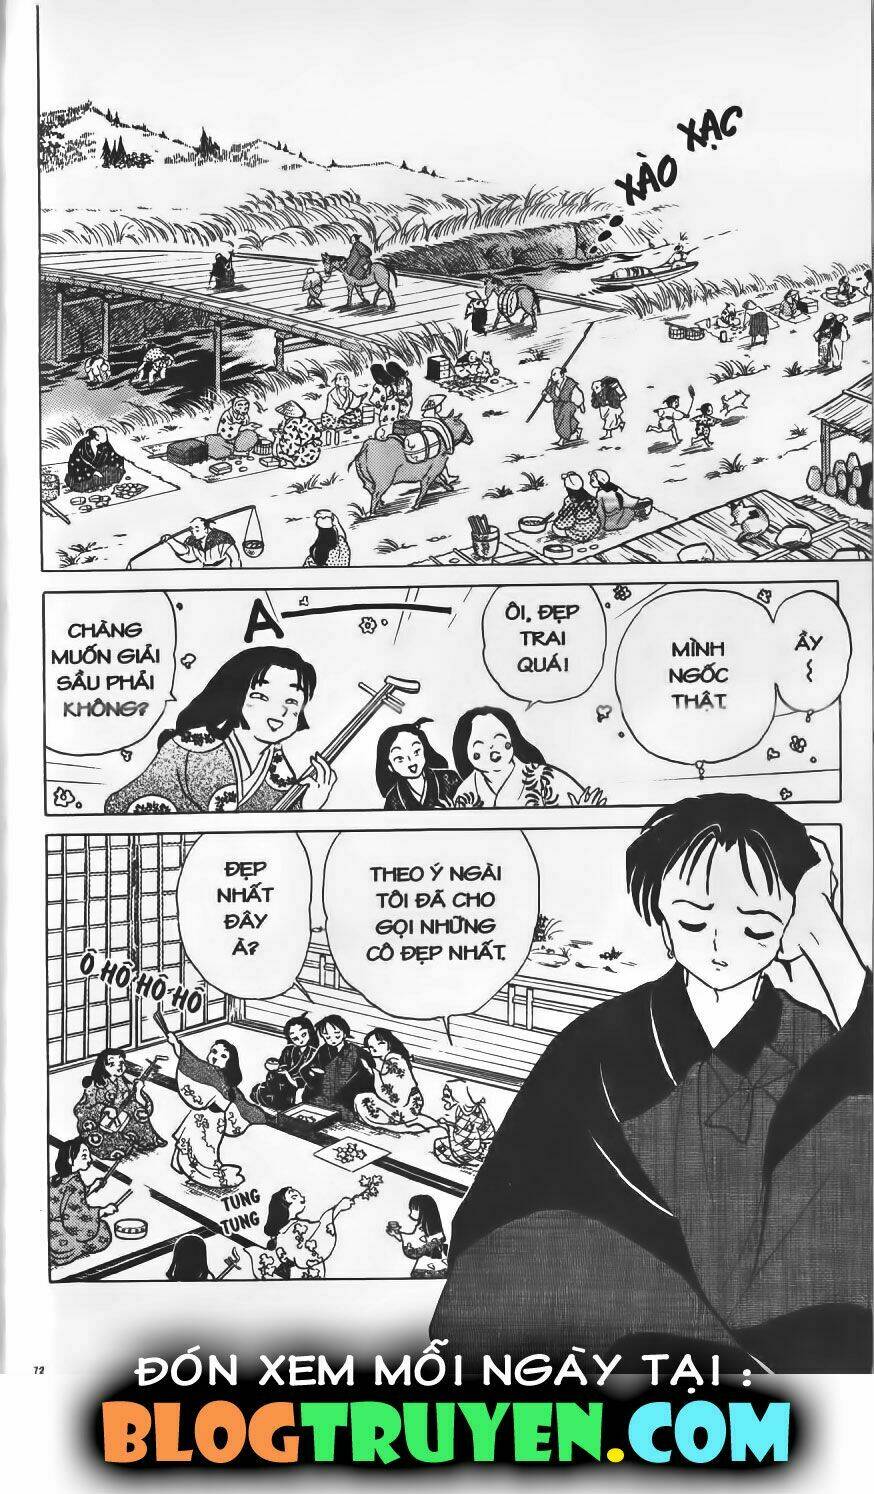 XÀO XẠC
ẦY
MÌNH
NGỐC
THẬT.
ÔI, ĐẸP
TRAI
QUÁ!
A
CHÀNG
MUỐN GIẢI
SẦU PHẢI
KHÔNG?
THEO Ý NGÀI
TÔI ĐÃ CHO
GỌI NHỮNG
CÔ ĐẸP NHẤT.
ĐẸP
NHẤT
ĐÂY
À?
Ô HÔ HÔ HÔ
TUNG
TUNG
72
ĐÓN XEM MỖI NGÀY TẠI :
BLOGTRUYEN.COM